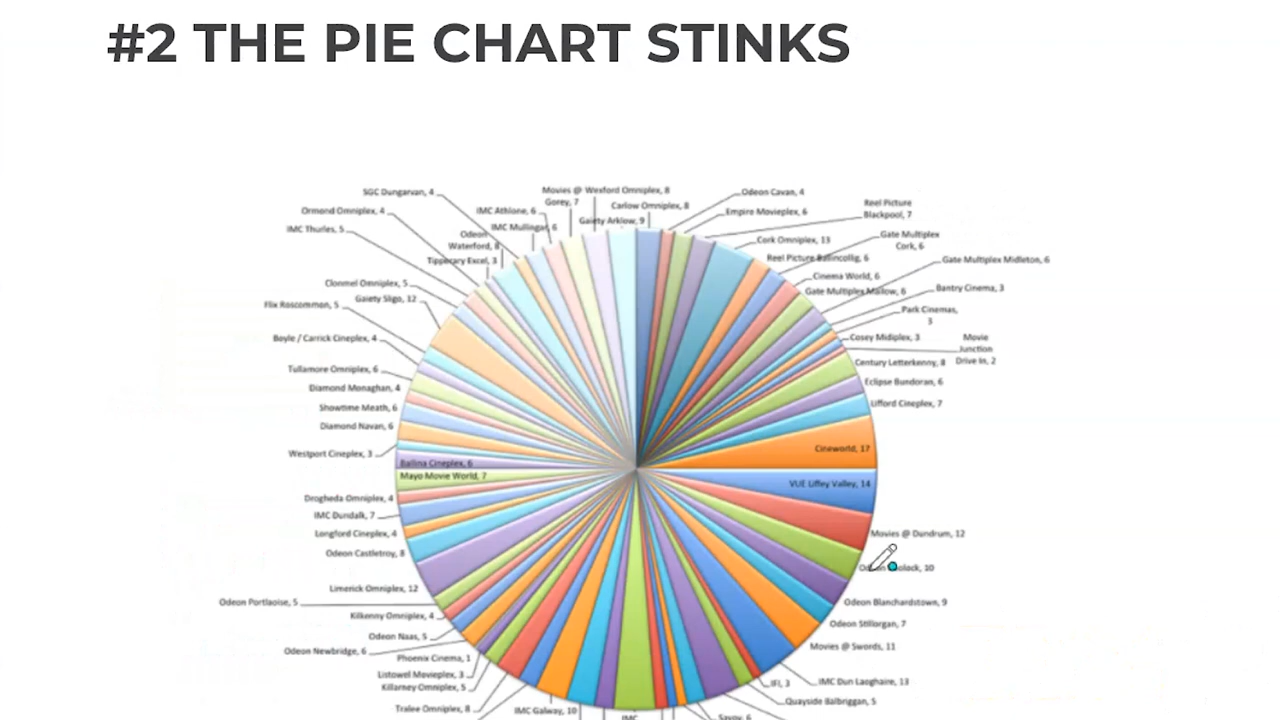 #2 THE PIE CHART STINKS
SGC Dungarvan, 4
Movies @
Gorey, 7
Wexford Omniplex, 8
Odeon Cavan, 4
Reel Picture
Blackpool, 7
Ormond Omniplex, 4
IMC Athlone, 6
Carlow Omniplex, 8
Empire Movieplex, 6
IMC Thurles, 5
IMC Mullingar, 6
Gaiety Arklow, 9
Odeon
Waterford, 8
Cork Omniplex, 13
Gate Multiplex
Cork, 6
Tipperary Excel, 3
Reel Picture Ballincollig, 6
Gate Multiplex Midleton, 6
Clonmel Omniplex, 5
Cinema World, 6
Gaiety Sligo, 12
Gate Multiplex Mallow, 6
Bantry Cinema, 3
Flix Roscommon, 5
Park Cinemas,
3
Boyle / Carrick Cineplex, 4
Cosey Midiplex, 3
Movie
Junction
Drive In, 2
Tullamore Omniplex, 6
Century Letterkenny, 8
Diamond Monaghan, 4
Eclipse Bundoran, 6
Showtime Meath, 6
Lifford Cineplex, 7
Diamond Navan, 6
Westport Cineplex, 3
Cineworld, 17
Ballina Cineplex, 6
Mayo Movie World, 7
VUE Liffey Valley, 14
Drogheda Omniplex, 4
IMC Dundalk, 7
Longford Cineplex, 4
Movies @ Dundrum, 12
Odeon Castletroy, 8
10
Limerick Omniplex, 12
Odeon Portlaoise, 5
Odeon Blanchardstown, 9
Kilkenny Omniplex, 4
Odeon Stillorgan, 7
Odeon Naas, 5
Movies @ Swords, 11
Odeon Newbridge, 6
Phoenix Cinema, 1
Listowel Movieplex, 3
IMC Dun Laoghaire, 13
Killarney Omniplex, 5
IFI, 3
Quayside Balbriggan, 5
Tralee Omniplex, 8
IMC Galway, 10
IMC
Savoy, 6